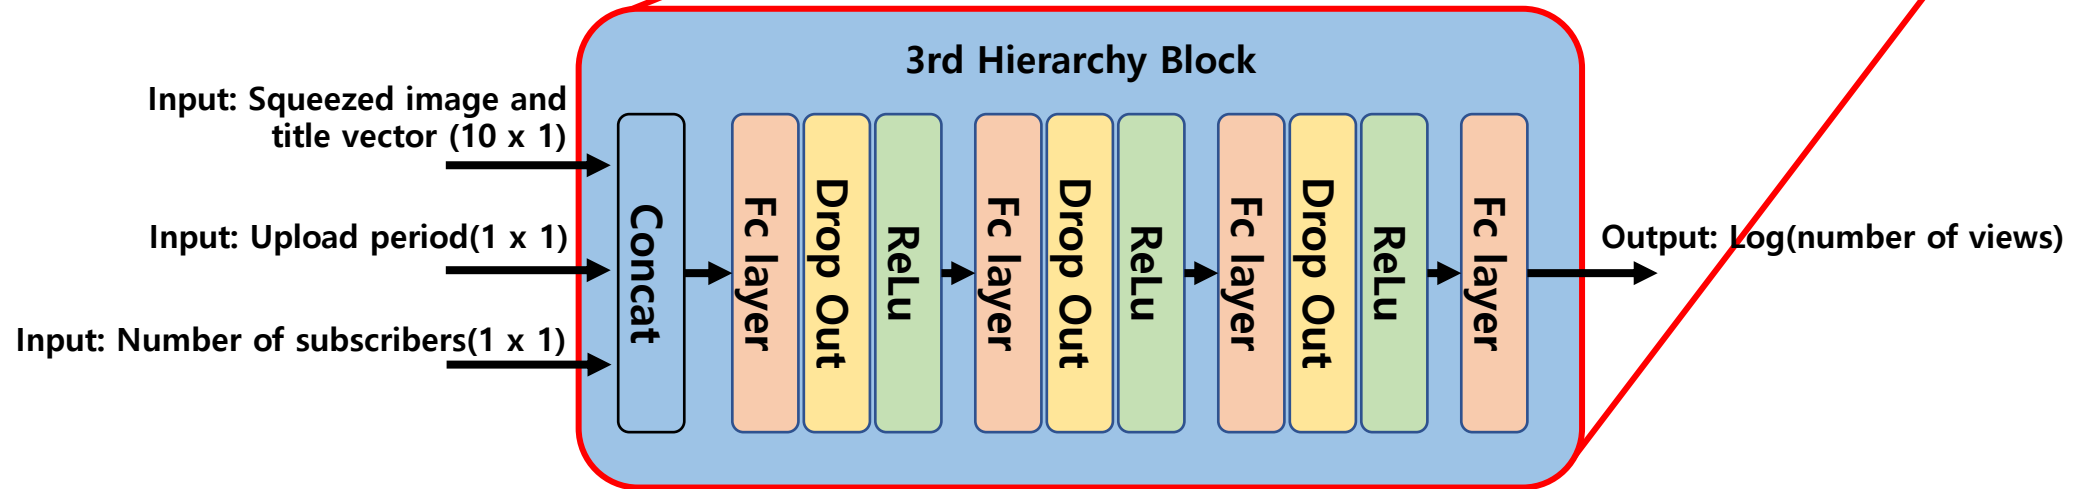 3rd Hierarchy Block
Input: Squeezed image and
title vector (10 x 1)
Input: Upload period(1 x 1)
Input: Number of subscribers(1 x 1)
Concat
Fc layer
Drop Out
ReLu
Fc layer
Drop Out
ReLu
Fc layer
Drop Out
ReLu
Fc layer
Output: Log(number of views)